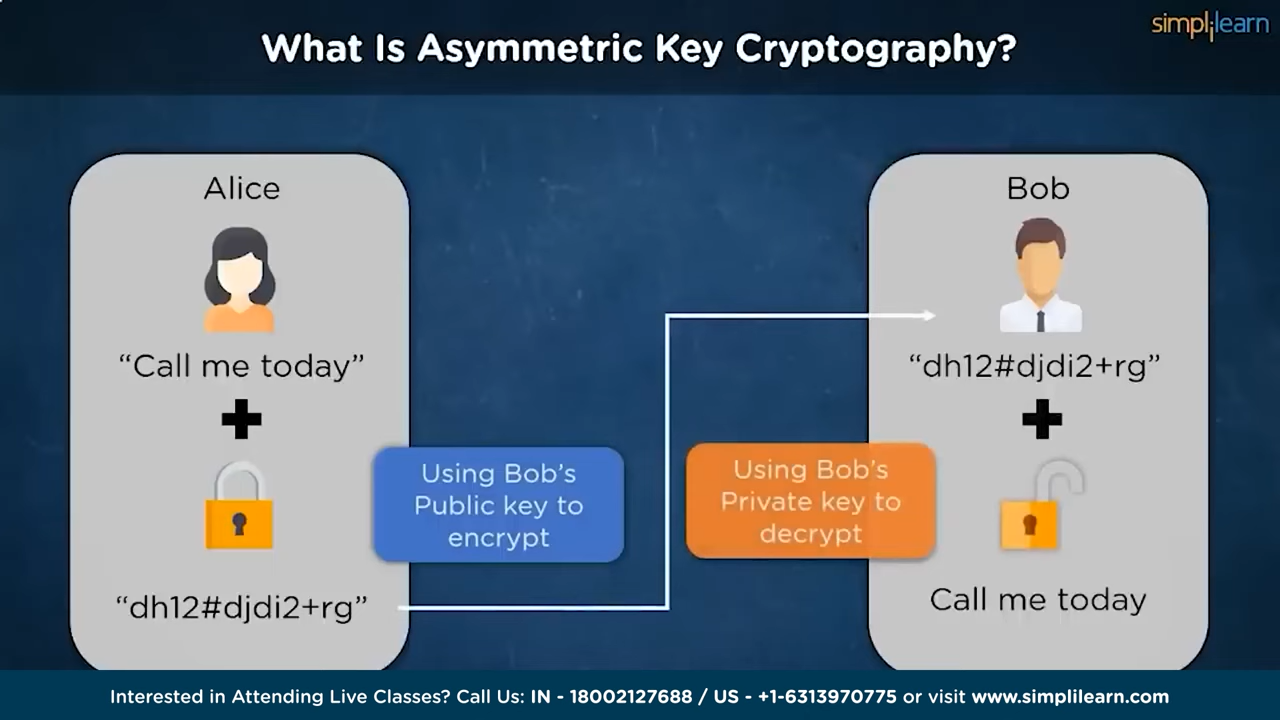 What Is Asymmetric Key Cryptography?
simplilearn
Alice
“Call me today”
“dh12#djdi2+rg”
Using Bob’s
Public key to
encrypt
Using Bob’s
Private key to
decrypt
Bob
“dh12#djdi2+rg”
Call me today
Interested in Attending Live Classes? Call Us: IN - 18002127688 / US - +1-6313970775 or visit www.simplilearn.com